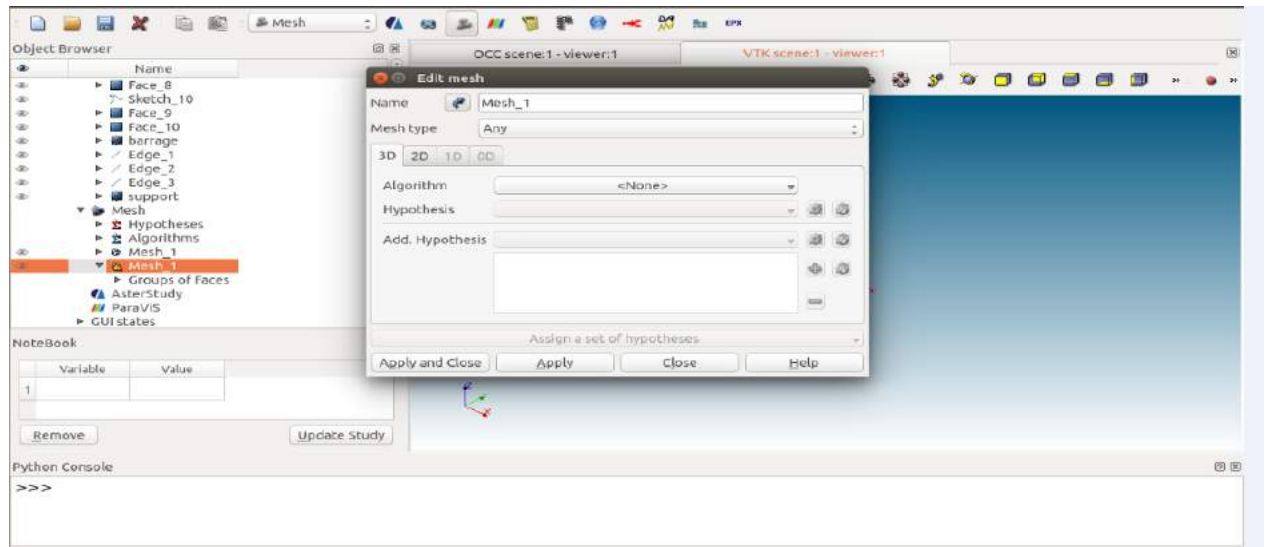 Mesh
EPX
Object Browser
OCC scene:1 - viewer:1
VTK scene:1 - viewer:1
Name
Face_8
Sketch_10
Face_9
Face_10
barrage
Edge_1
Edge_2
Edge_3
support
Mesh
Hypotheses
Algorithms
Mesh_1
Mesh_1
Groups of Faces
AsterStudy
ParaViS
GUI states
Edit mesh
Name
Mesh_1
Mesh type
Any
3D 2D 1D 0D
Algorithm
<None>
Hypothesis
Add. Hypothesis
Assign a set of hypotheses
Apply and Close Apply Close Help
NoteBook
Variable Value
1
Remove Update Study
Python Console
>>>